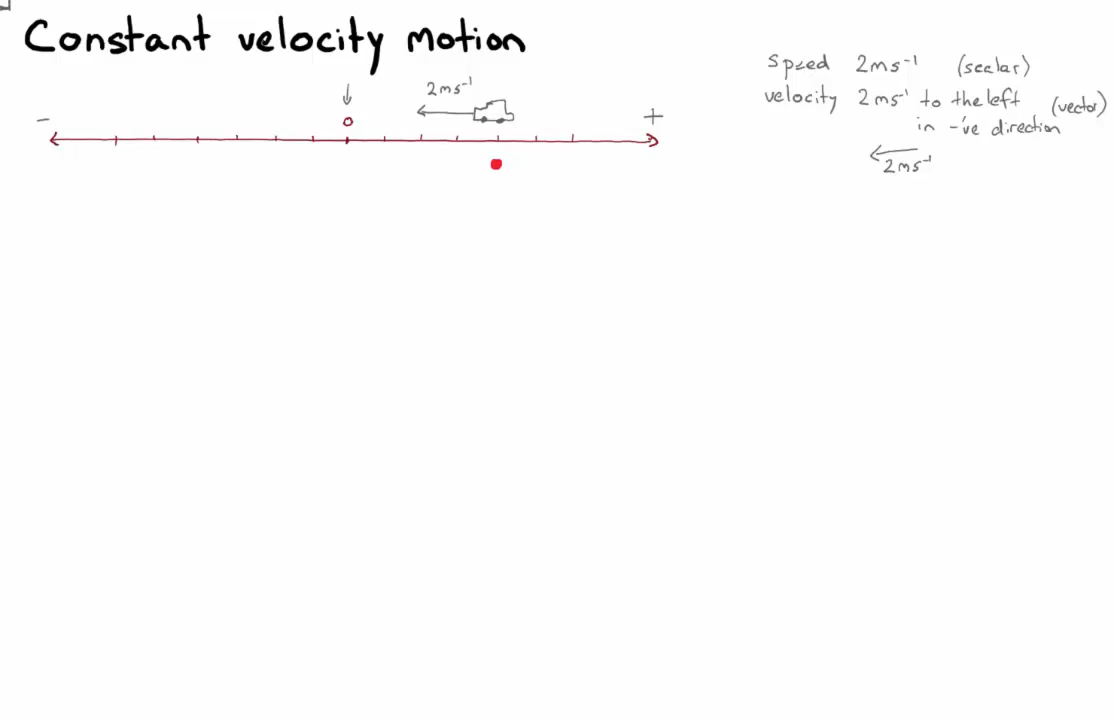 Constant velocity motion
speed 2ms⁻¹ (scalar)
velocity 2ms⁻¹ to the left (vector)
in -'ve direction
2ms⁻¹
2ms⁻¹
- o +